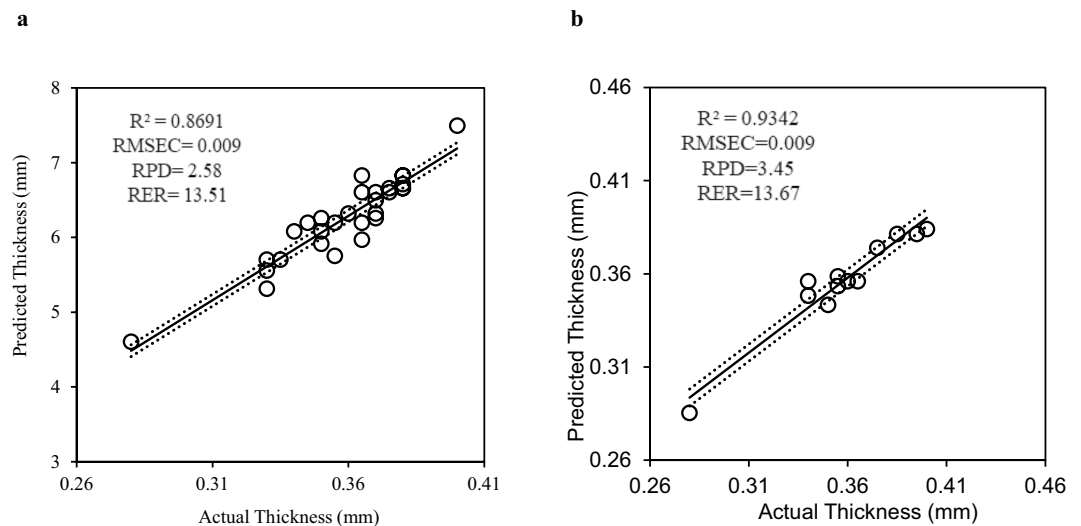 a
R² = 0.8691
RMSEC= 0.009
RPD= 2.58
RER= 13.51
8
7
6
5
4
3
Predicted Thickness (mm)
0.26
0.31
0.36
0.41
Actual Thickness (mm)
b
R² = 0.9342
RMSEC=0.009
RPD=3.45
RER=13.67
0.46
0.41
0.36
0.31
0.26
Predicted Thickness (mm)
0.26
0.31
0.36
0.41
0.46
Actual Thickness (mm)